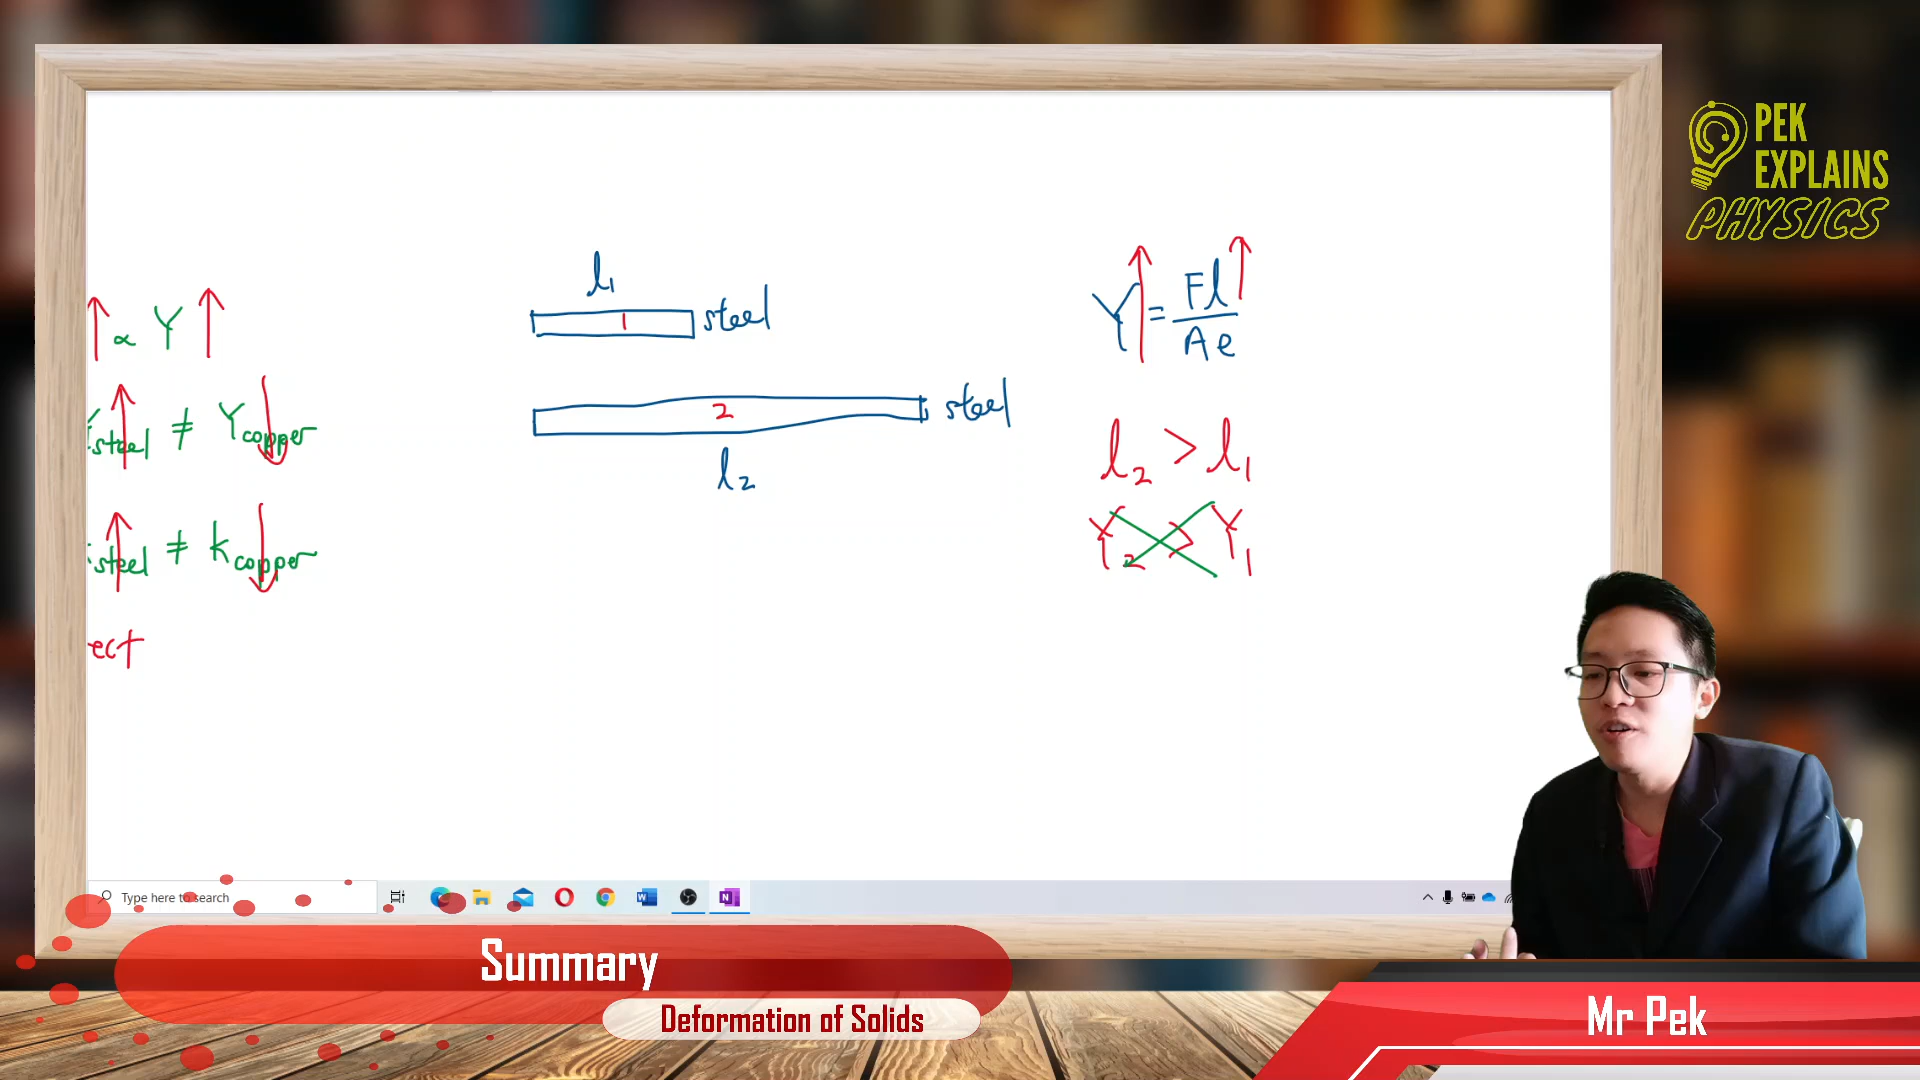 PEK
EXPLAINS
PHYSICS
∝ Y
steel ≠ Ycopper
steel ≠ kcopper
ect
l1
1 steel
2 steel
l2
Y = Fl
Ae
l2 > l1
Y2 > Y1
Type here to search
Summary
Deformation of Solids
Mr Pek